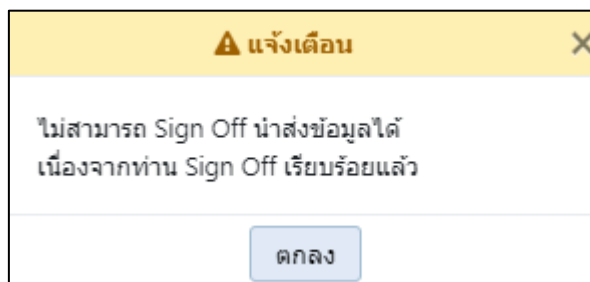 แจ้งเตือน
ไม่สามารถ Sign Off นำส่งข้อมูลได้
เนื่องจากท่าน Sign Off เรียบร้อยแล้ว
ตกลง